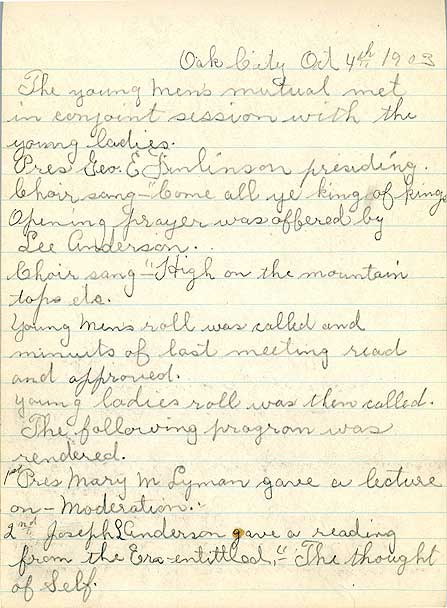 Oak City Oct 4th 1903
The young mens mutual met
in conjoint session with the
young ladies.
Pres Geo. E Finlinson presiding.
Choir sang - "Come all ye king of kings
Opening prayer was offered by
Lee Anderson.
Choir sang - "High on the mountain
tops etc.
Young mens roll was called and
minuits of last meeting read
and approved.
young ladies roll was then called.
The following program was
rendered.
1st Pres Mary M Lyman gave a lecture
on - Moderation.
2nd Joseph L Anderson gave a reading
from the Era - entittled, " The thought
of Self.